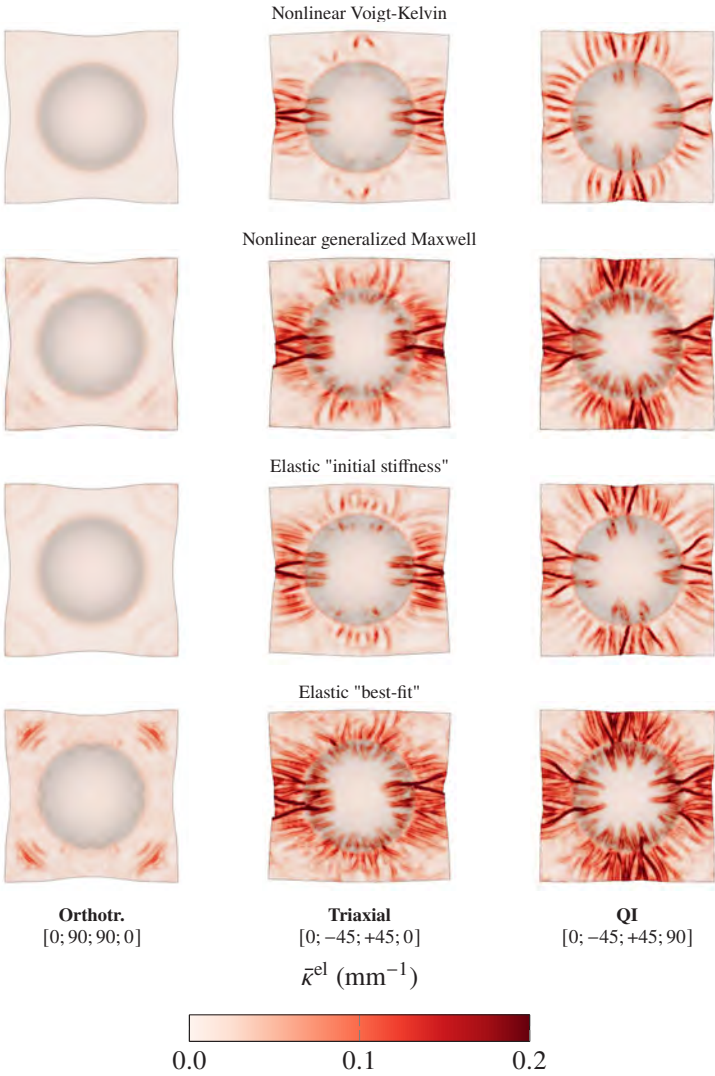 Nonlinear Voigt-Kelvin
Nonlinear generalized Maxwell
Elastic "initial stiffness"
Elastic "best-fit"
Orthotr. Triaxial QI
[0; 90; 90; 0] [0; −45; +45; 0] [0; −45; +45; 90]
κ̄ᵉˡ (mm⁻¹)
0.0 0.1 0.2